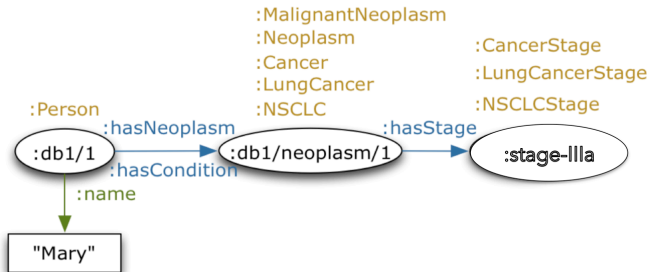 :MalignantNeoplasm
:Neoplasm
:Cancer
:LungCancer
:NSCLC
:CancerStage
:LungCancerStage
:NSCLCStage
:Person
:hasNeoplasm
:hasStage
:db1/1
:db1/neoplasm/1
:stage-IIIa
:hasCondition
:name
"Mary"